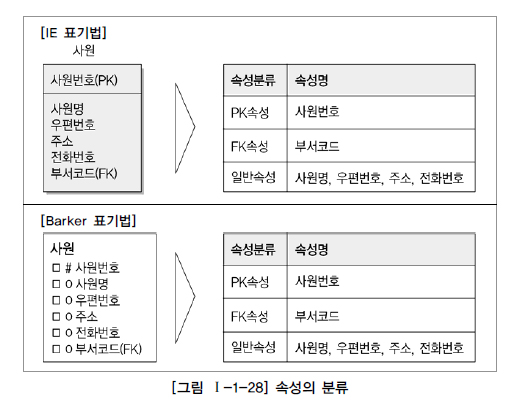 [IE 표기법]
사원
사원번호(PK)
사원명
우편번호
주소
전화번호
부서코드(FK)
속성분류 속성명
PK속성 사원번호
FK속성 부서코드
일반속성 사원명, 우편번호, 주소, 전화번호
[Barker 표기법]
사원
□ # 사원번호
□ o 사원명
□ o 우편번호
□ o 주소
□ o 전화번호
□ o 부서코드(FK)
속성분류 속성명
PK속성 사원번호
FK속성 부서코드
일반속성 사원명, 우편번호, 주소, 전화번호
[그림 Ⅰ-1-28] 속성의 분류